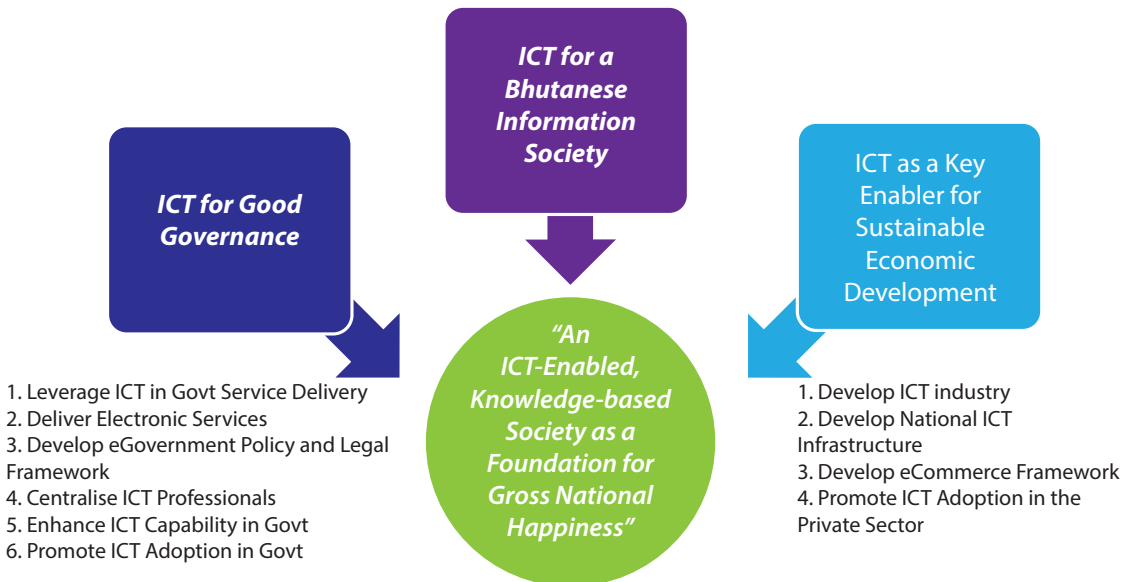 ICT for a
Bhutanese
Information
Society
ICT for Good
Governance
ICT as a Key
Enabler for
Sustainable
Economic
Development
“An
ICT-Enabled,
Knowledge-based
Society as a
Foundation for
Gross National
Happiness”
1. Leverage ICT in Govt Service Delivery
2. Deliver Electronic Services
3. Develop eGovernment Policy and Legal
Framework
4. Centralise ICT Professionals
5. Enhance ICT Capability in Govt
6. Promote ICT Adoption in Govt
1. Develop ICT industry
2. Develop National ICT
Infrastructure
3. Develop eCommerce Framework
4. Promote ICT Adoption in the
Private Sector